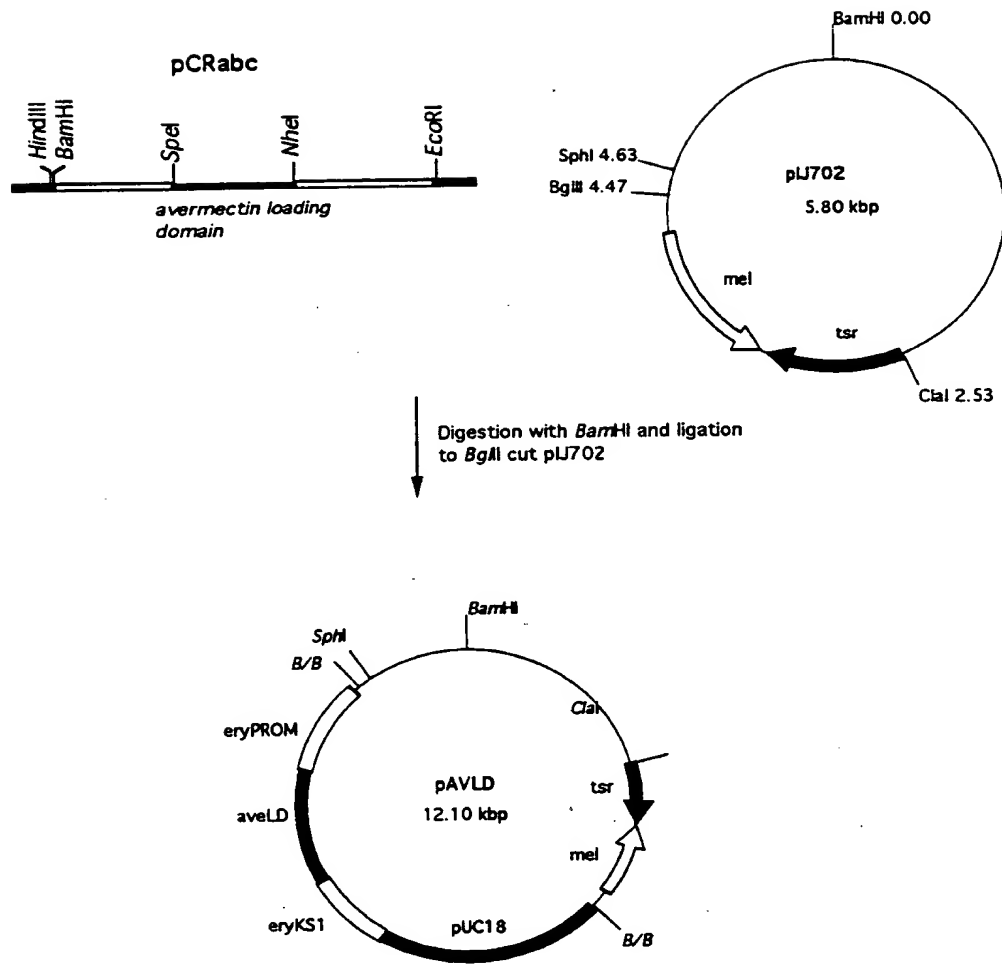 pCRabc
HindIII
BamHI
SpeI
NheI
EcoRI
avermectin loading
domain
BamHI 0.00
SphI 4.63
BglII 4.47
pIJ702
5.80 kbp
mel
tsr
ClaI 2.53
Digestion with BamHI and ligation
to BglII cut pIJ702
BamHI
SphI
B/B
ClaI
eryPROM
pAVLD
12.10 kbp
tsr
aveLD
mel
eryKS1
pUC18
B/B